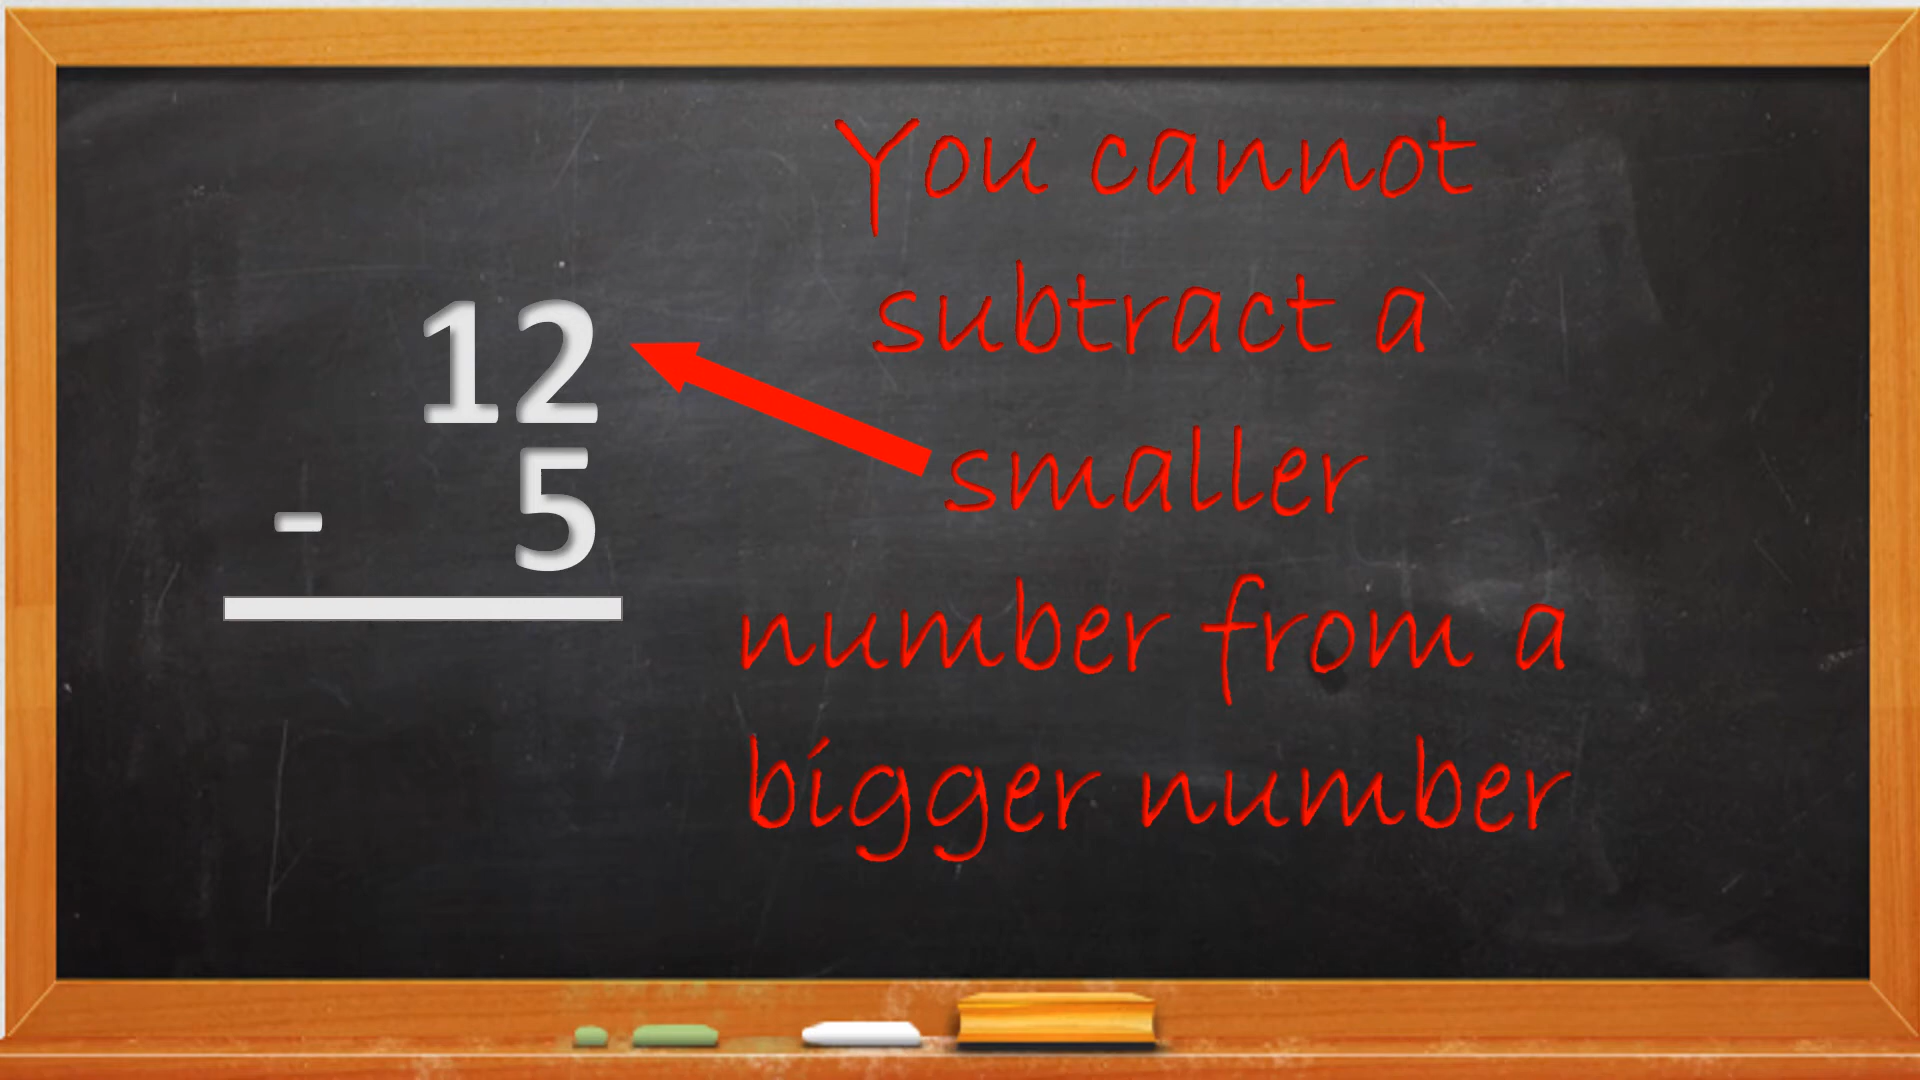 You cannot
subtract a
smaller
number from a
bigger number
12
- 5